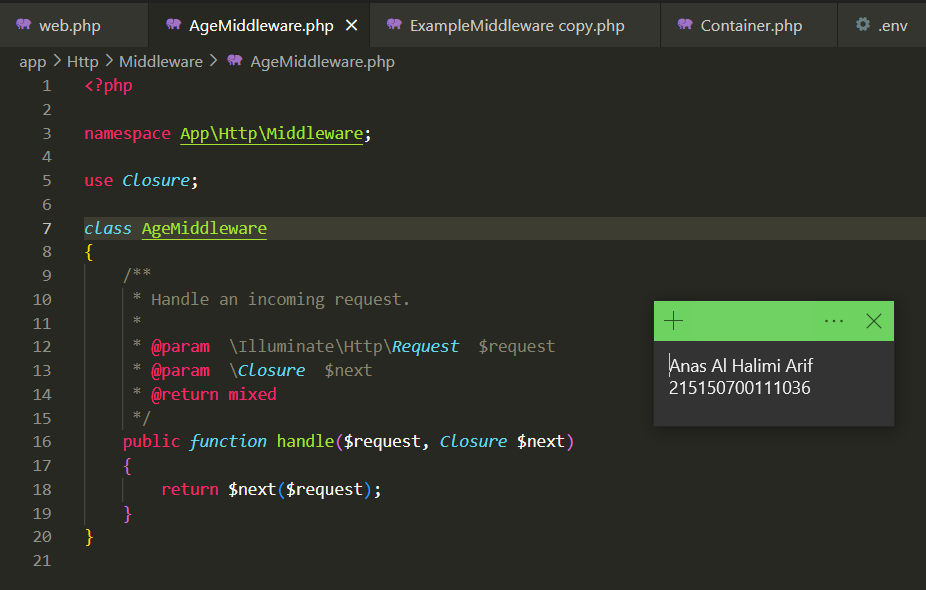 web.php AgeMiddleware.php ExampleMiddleware copy.php Container.php .env
app > Http > Middleware > AgeMiddleware.php
1 <?php
2
3 namespace App\Http\Middleware;
4
5 use Closure;
6
7 class AgeMiddleware
8 {
9 /**
10 * Handle an incoming request.
11 *
12 * @param \Illuminate\Http\Request $request
13 * @param \Closure $next
14 * @return mixed
15 */
16 public function handle($request, Closure $next)
17 {
18 return $next($request);
19 }
20 }
21
Anas Al Halimi Arif
215150700111036